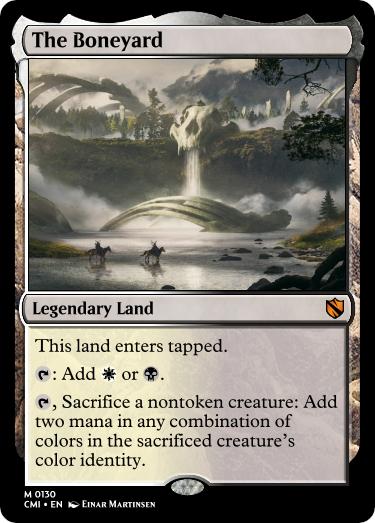 The Boneyard
Legendary Land
This land enters tapped.
: Add or .
, Sacrifice a nontoken creature: Add
two mana in any combination of
colors in the sacrificed creature's
color identity.
M 0130
CMI • EN Einar Martinsen